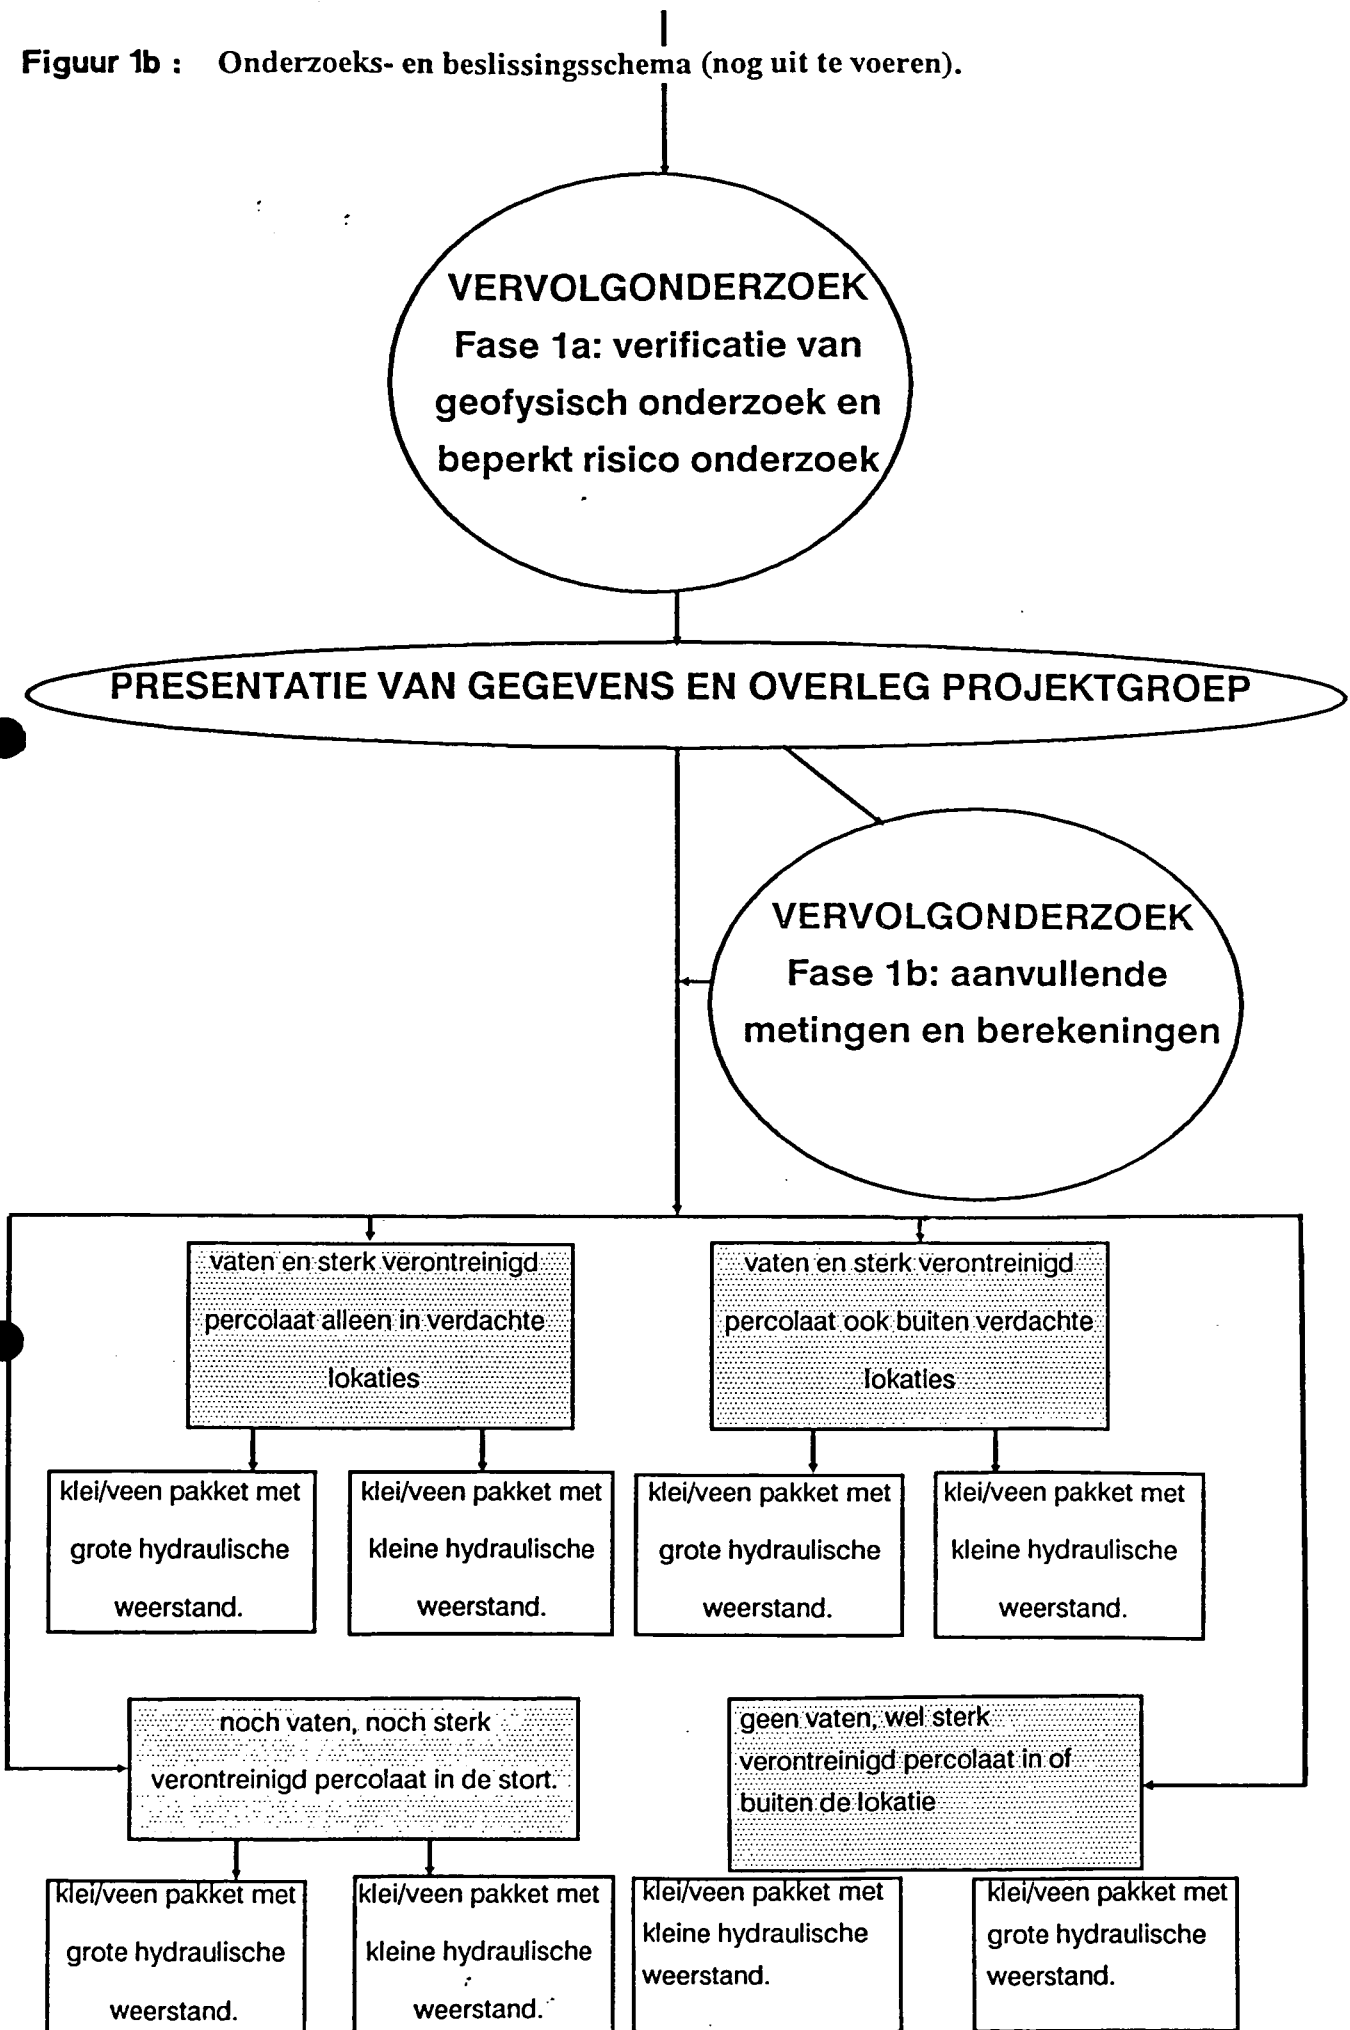 Figuur 1b : Onderzoeks- en beslissingsschema (nog uit te voeren).
VERVOLGONDERZOEK
Fase 1a: verificatie van
geofysisch onderzoek en
beperkt risico onderzoek
PRESENTATIE VAN GEGEVENS EN OVERLEG PROJEKTGROEP
VERVOLGONDERZOEK
Fase 1b: aanvullende
metingen en berekeningen
vaten en sterk verontreinigd
percolaat alleen in verdachte
lokaties
vaten en sterk verontreinigd
percolaat ook buiten verdachte
lokaties
klei/veen pakket met
grote hydraulische
weerstand.
klei/veen pakket met
kleine hydraulische
weerstand.
klei/veen pakket met
grote hydraulische
weerstand.
klei/veen pakket met
kleine hydraulische
weerstand.
noch vaten, noch sterk
verontreinigd percolaat in de stort.
geen vaten, wel sterk
verontreinigd percolaat in of
buiten de lokatie
klei/veen pakket met
grote hydraulische
weerstand.
klei/veen pakket met
kleine hydraulische
weerstand.
klei/veen pakket met
kleine hydraulische
weerstand.
klei/veen pakket met
grote hydraulische
weerstand.